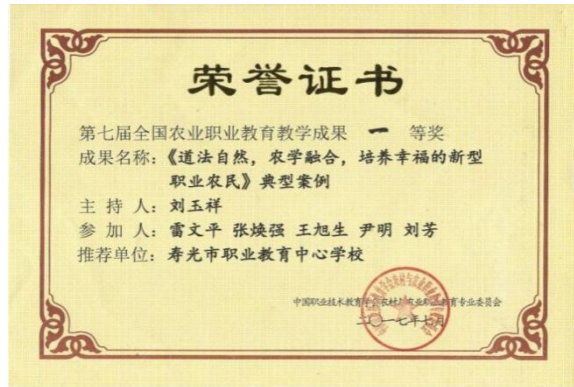 荣誉证书
第七届全国农业职业教育教学成果 一 等奖
成果名称：《道法自然，农学融合，培养幸福的新型
职业农民》典型案例
主 持 人：刘玉祥
参 加 人：雷文平 张焕强 王旭生 尹明 刘芳
推荐单位：寿光市职业教育中心学校
中国职业技术教育学会农村与农业职业教育专业委员会
二〇一七年七月